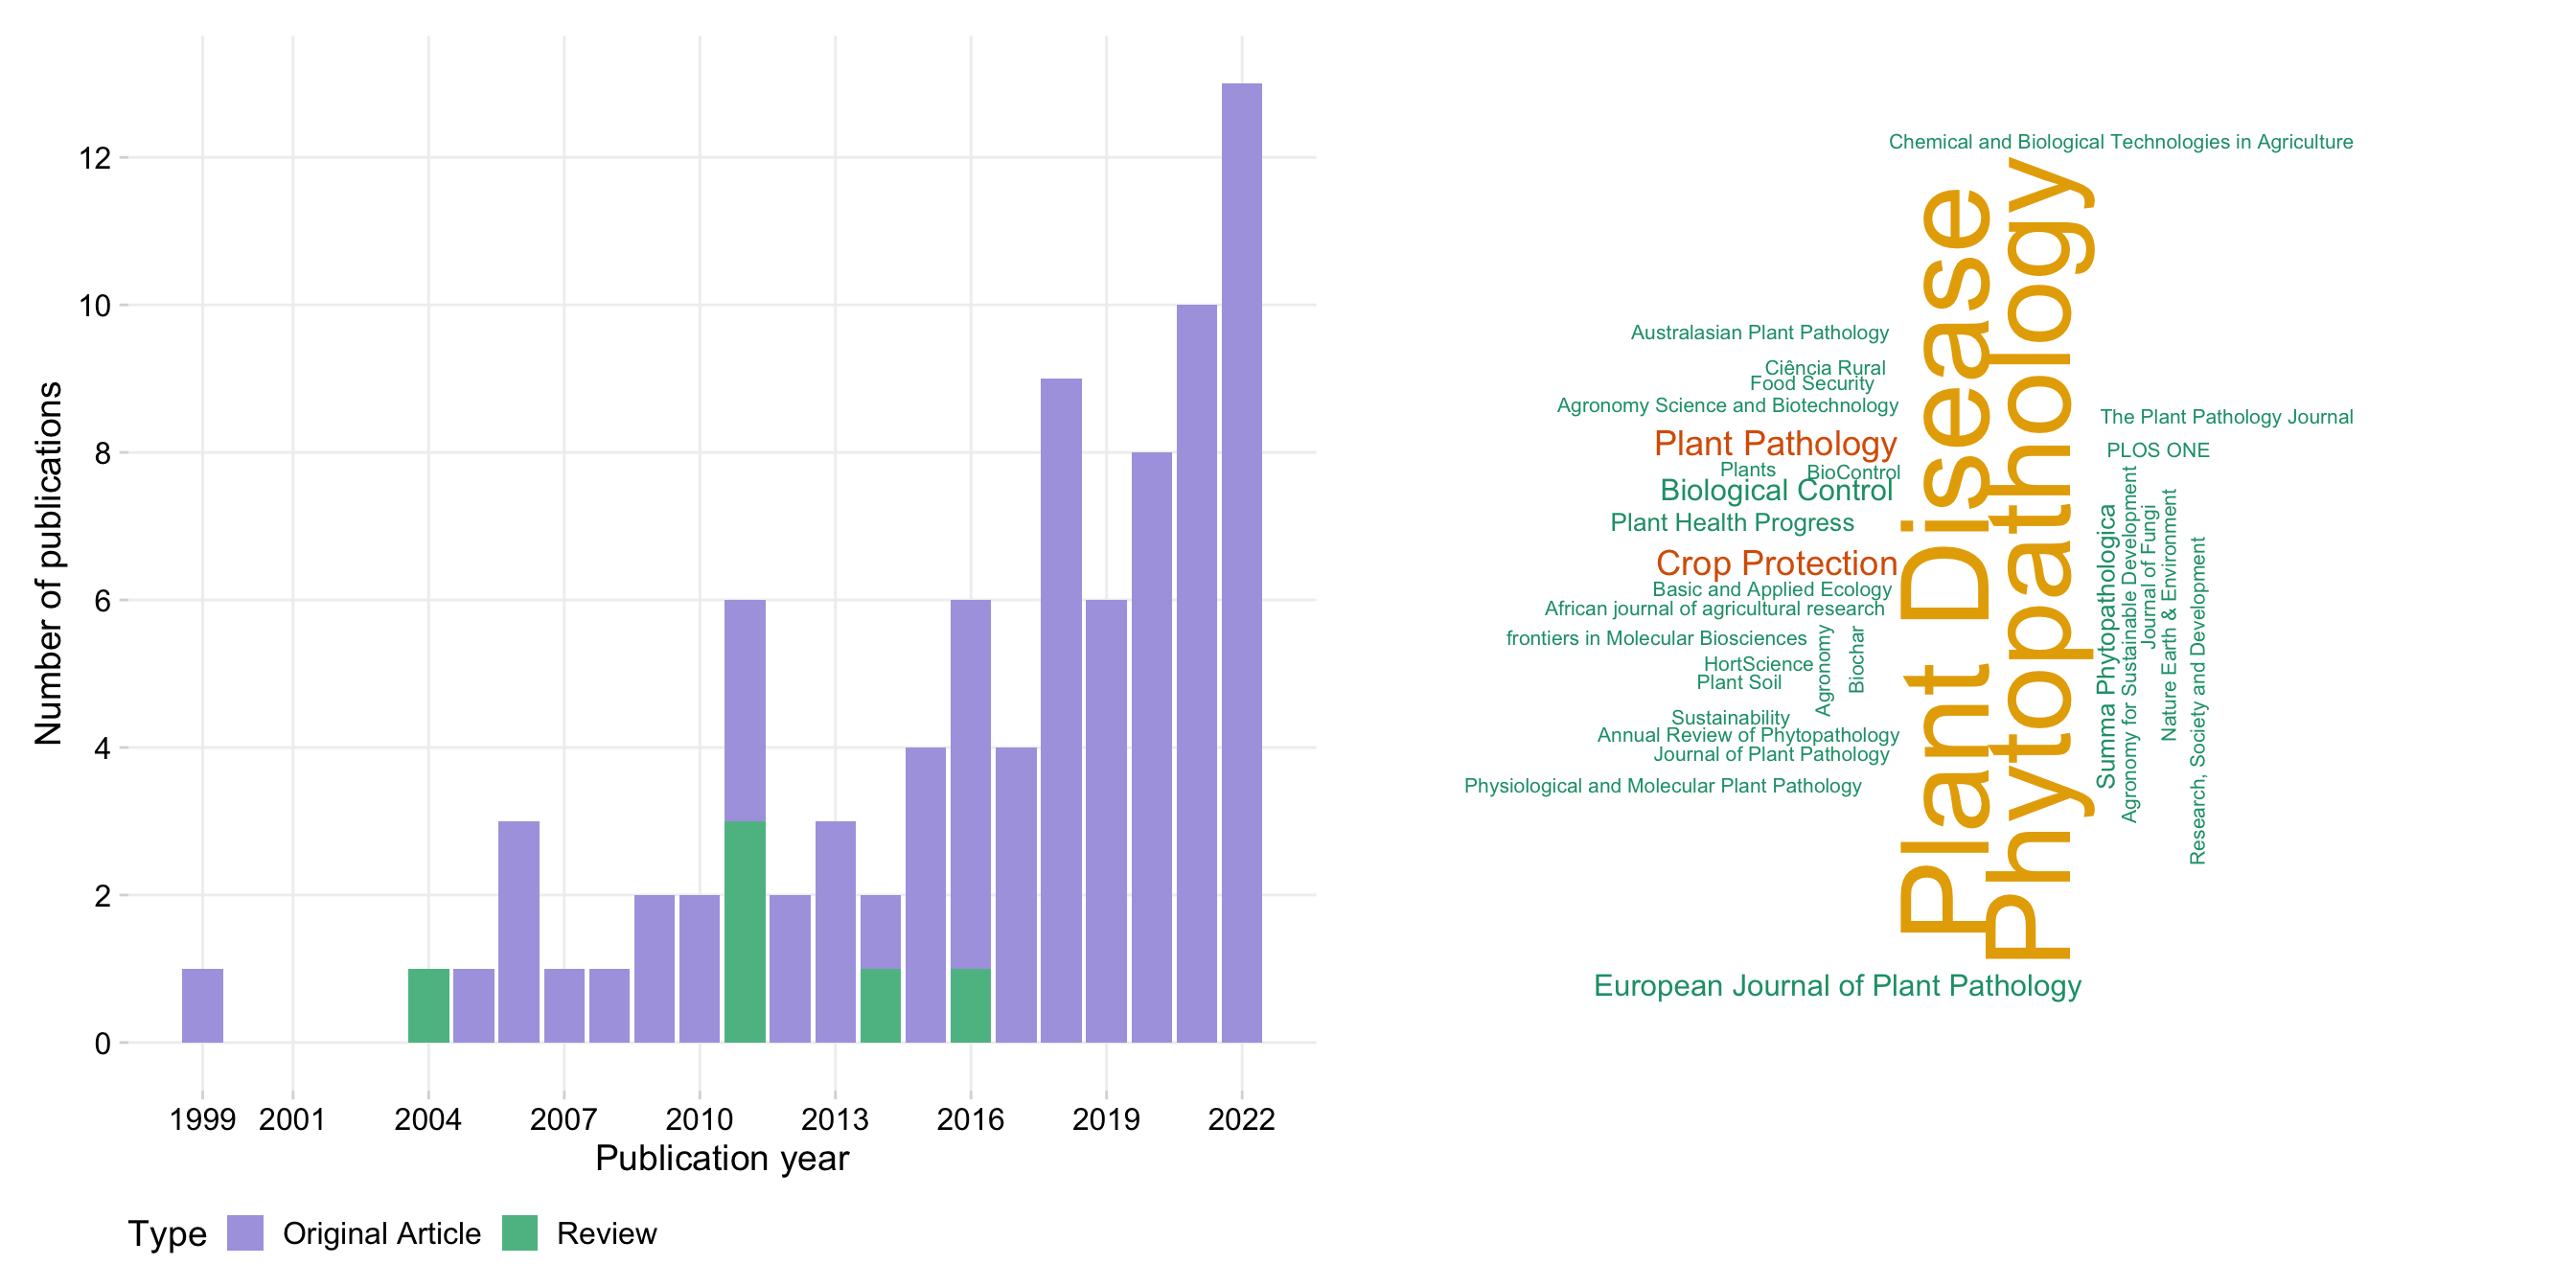 Number of publications
12
10
8
6
4
2
0
1999 2001 2004 2007 2010 2013 2016 2019 2022
Publication year
Type Original Article Review
Chemical and Biological Technologies in Agriculture
Plant Disease
Phytopathology
Australasian Plant Pathology
Ciência Rural
Food Security
Agronomy Science and Biotechnology
Plant Pathology
Plants
BioControl
Biological Control
Plant Health Progress
Crop Protection
Basic and Applied Ecology
African journal of agricultural research
frontiers in Molecular Biosciences
HortScience
Plant Soil
Agronomy
Biochar
Sustainability
Annual Review of Phytopathology
Journal of Plant Pathology
Physiological and Molecular Plant Pathology
The Plant Pathology Journal
PLOS ONE
Summa Phytopathologica
Agronomy for Sustainable Development
Journal of Fungi
Nature Earth & Environment
Research, Society and Development
European Journal of Plant Pathology